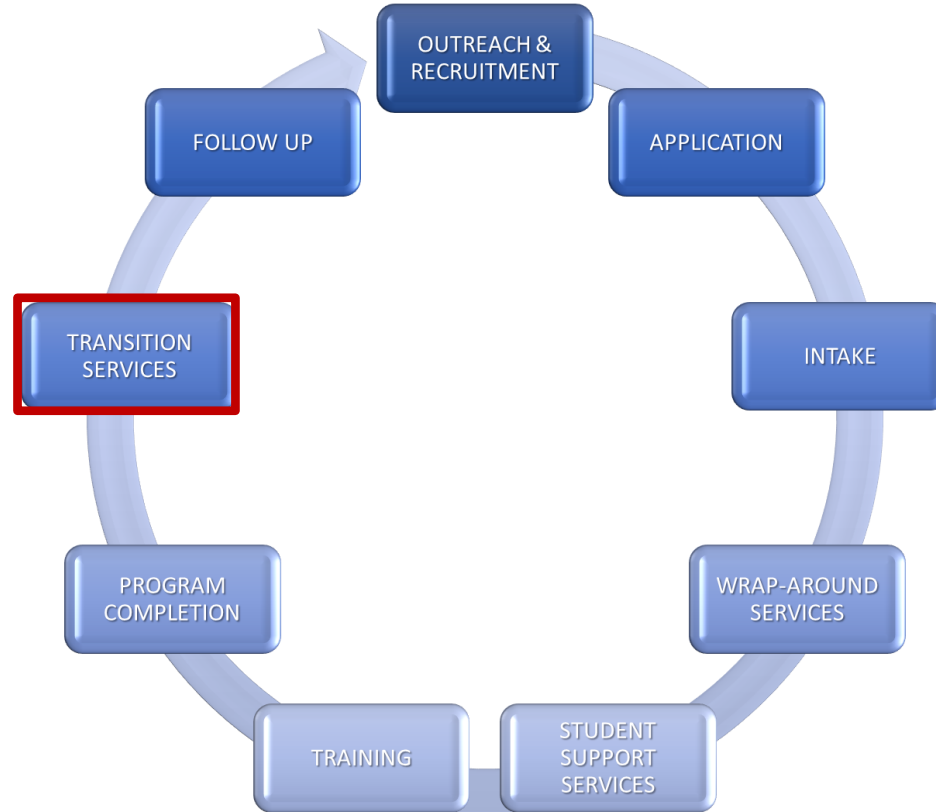 OUTREACH &
RECRUITMENT
APPLICATION
INTAKE
WRAP-AROUND
SERVICES
STUDENT
SUPPORT
SERVICES
TRAINING
PROGRAM
COMPLETION
TRANSITION
SERVICES
FOLLOW UP